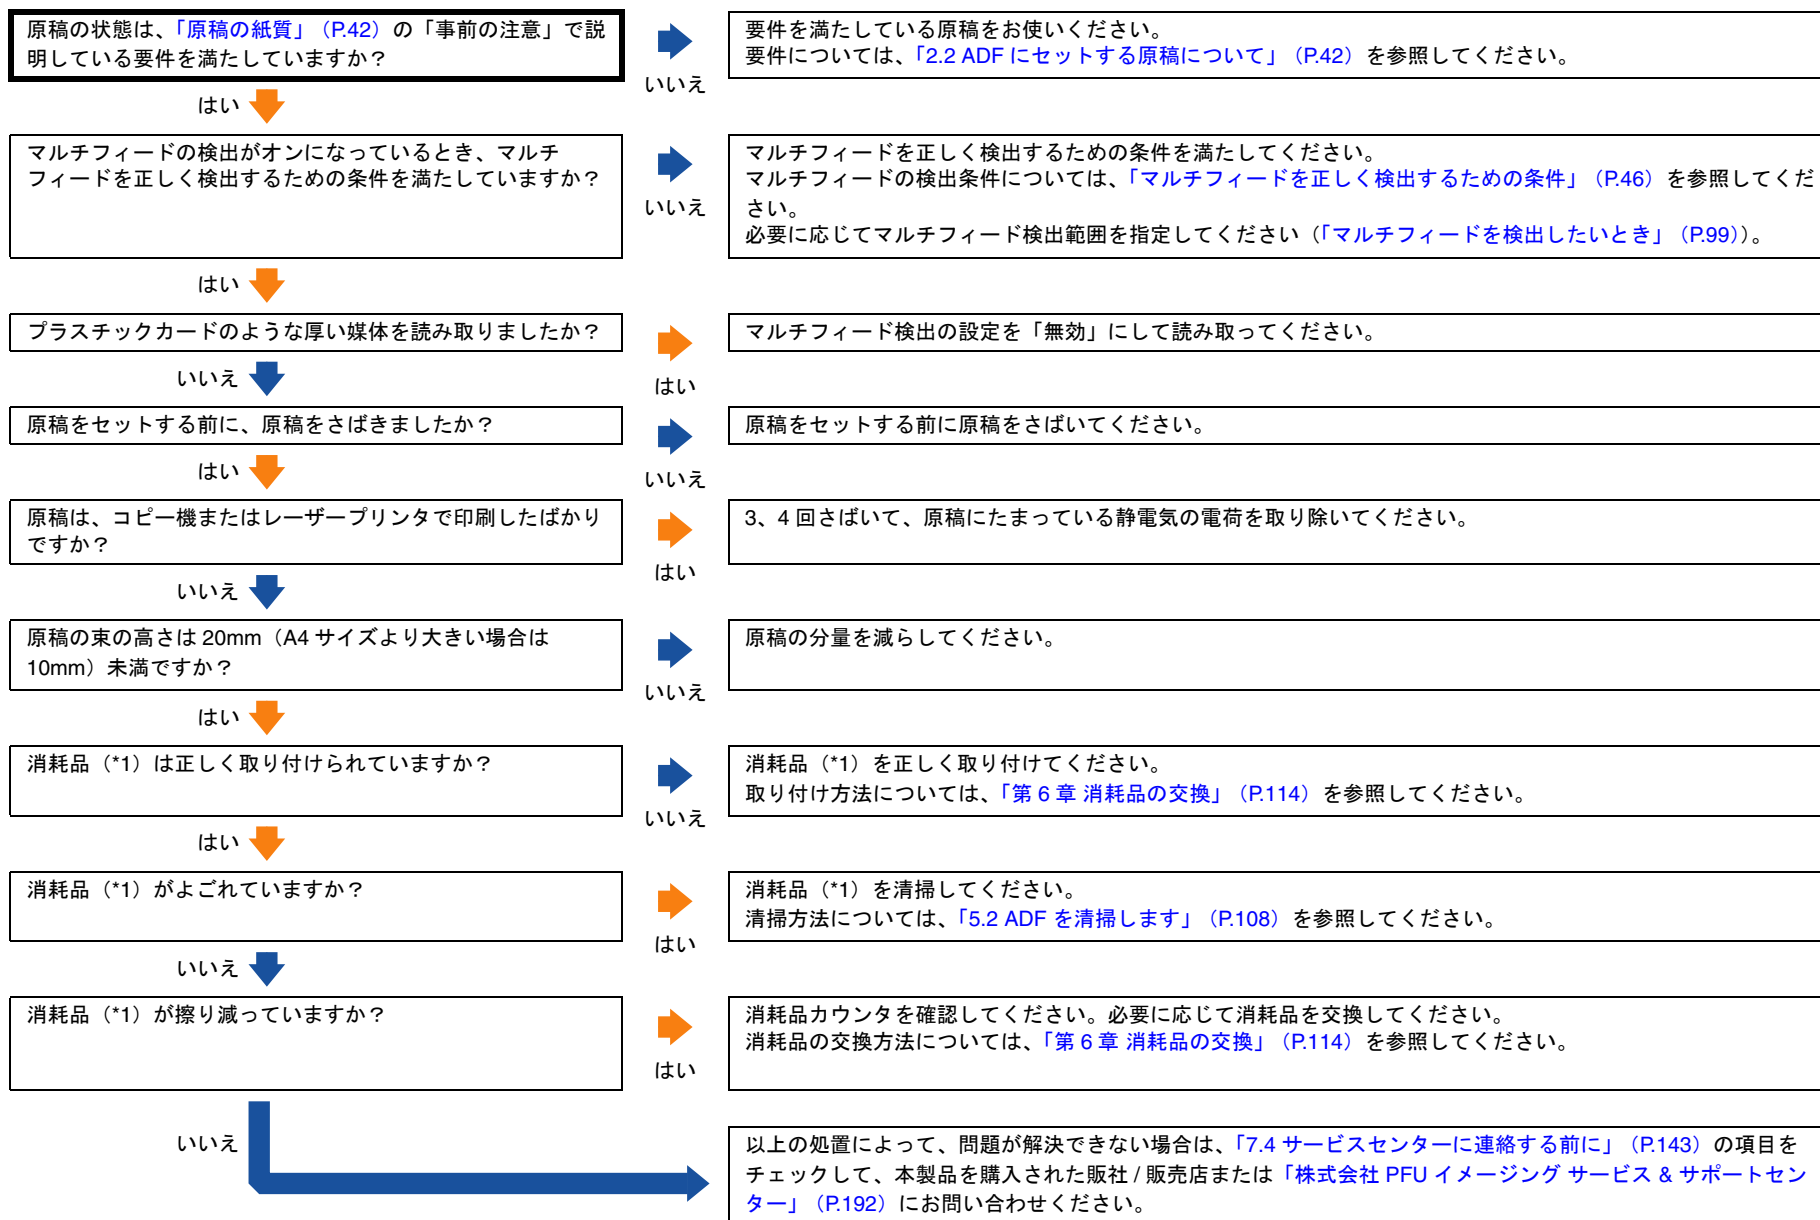 原稿の状態は、「原稿の紙質」（P.42）の「事前の注意」で説
明している要件を満たしていますか？
いいえ
要件を満たしている原稿をお使いください。
要件については、「2.2 ADF にセットする原稿について」（P.42）を参照してください。
はい
マルチフィードの検出がオンになっているとき、マルチ
フィードを正しく検出するための条件を満たしていますか？
いいえ
マルチフィードを正しく検出するための条件を満たしてください。
マルチフィードの検出条件については、「マルチフィードを正しく検出するための条件」（P.46）を参照してくだ
さい。
必要に応じてマルチフィード検出範囲を指定してください（「マルチフィードを検出したいとき」（P.99））。
はい
プラスチックカードのような厚い媒体を読み取りましたか？
はい
マルチフィード検出の設定を「無効」にして読み取ってください。
いいえ
原稿をセットする前に、原稿をさばきましたか？
いいえ
原稿をセットする前に原稿をさばいてください。
はい
原稿は、コピー機またはレーザープリンタで印刷したばかり
ですか？
はい
3、4 回さばいて、原稿にたまっている静電気の電荷を取り除いてください。
いいえ
原稿の束の高さは 20mm（A4 サイズより大きい場合は
10mm）未満ですか？
いいえ
原稿の分量を減らしてください。
はい
消耗品（*1）は正しく取り付けられていますか？
いいえ
消耗品（*1）を正しく取り付けてください。
取り付け方法については、「第 6 章 消耗品の交換」（P.114）を参照してください。
はい
消耗品（*1）がよごれていますか？
はい
消耗品（*1）を清掃してください。
清掃方法については、「5.2 ADF を清掃します」（P.108）を参照してください。
いいえ
消耗品（*1）が擦り減っていますか？
はい
消耗品カウンタを確認してください。必要に応じて消耗品を交換してください。
消耗品の交換方法については、「第 6 章 消耗品の交換」（P.114）を参照してください。
いいえ
以上の処置によって、問題が解決できない場合は、「7.4 サービスセンターに連絡する前に」（P.143）の項目を
チェックして、本製品を購入された販社 / 販売店または「株式会社 PFU イメージング サービス & サポートセン
ター」（P.192）にお問い合わせください。